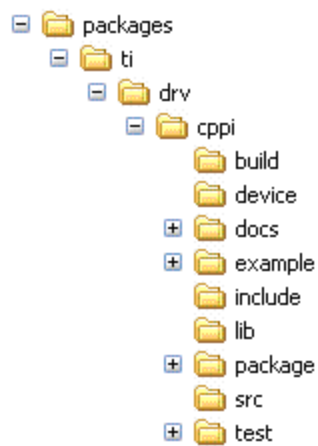 packages
ti
drv
cppi
build
device
docs
example
include
lib
package
src
test